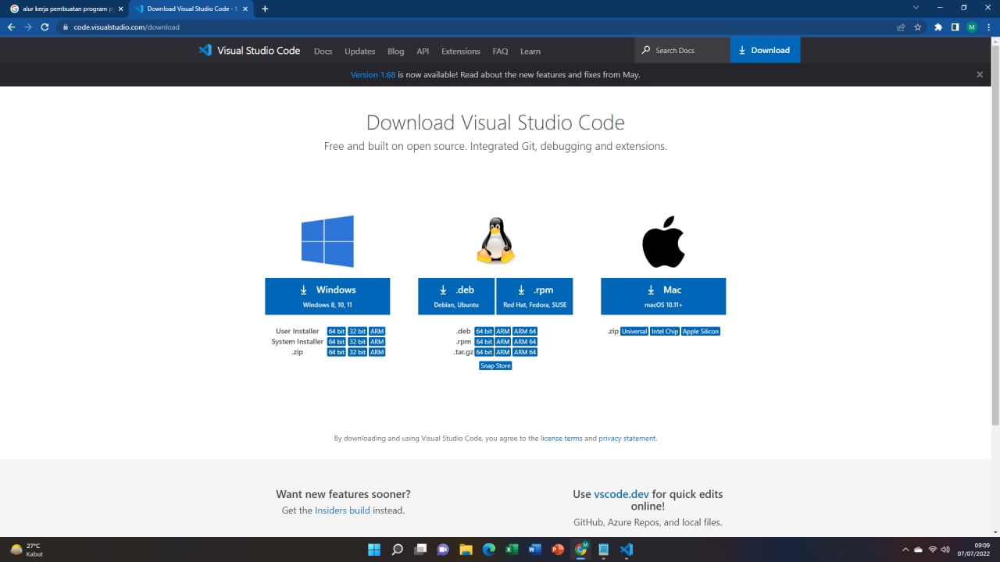 alur kerja pembuatan program p
Download Visual Studio Code -
code.visualstudio.com/download
M
Visual Studio Code
Docs
Updates
Blog
API
Extensions
FAQ
Learn
Search Docs
Download
Version 1.68 is now available! Read about the new features and fixes from May.
Download Visual Studio Code
Free and built on open source. Integrated Git, debugging and extensions.
Windows
Windows 8, 10, 11
User Installer 64 bit 32 bit ARM
System Installer 64 bit 32 bit ARM
.zip 64 bit 32 bit ARM
.deb
Debian, Ubuntu
.rpm
Red Hat, Fedora, SUSE
.deb 64 bit ARM ARM 64
.rpm 64 bit ARM ARM 64
.tar.gz 64 bit ARM ARM 64
Snap Store
Mac
macOS 10.11+
.zip Universal Intel Chip Apple Silicon
By downloading and using Visual Studio Code, you agree to the license terms and privacy statement.
Want new features sooner?
Get the Insiders build instead.
Use vscode.dev for quick edits
online!
GitHub, Azure Repos, and local files.
27°C
Kabut
09:09
07/07/2022